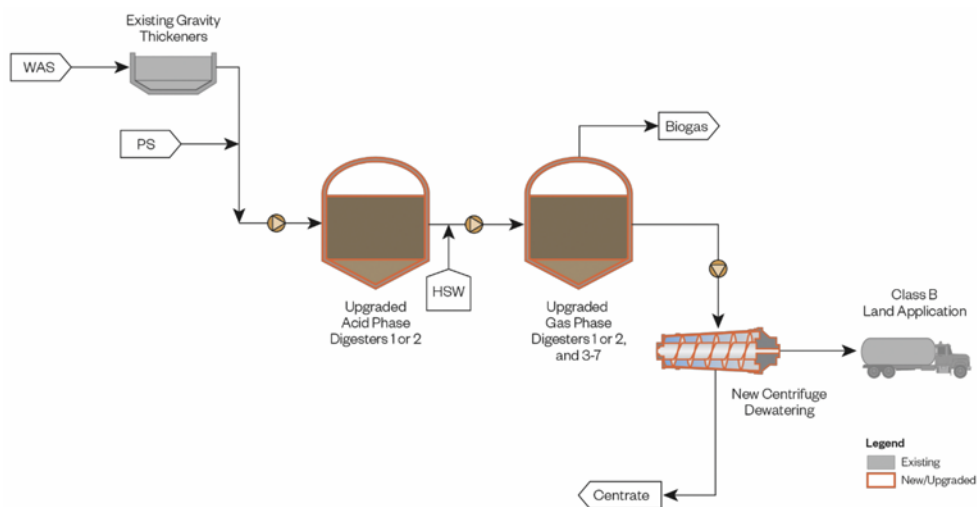 Existing Gravity
Thickeners
WAS
PS
Biogas
HSW
Upgraded
Acid Phase
Digesters 1 or 2
Upgraded
Gas Phase
Digesters 1 or 2,
and 3-7
Class B
Land Application
New Centrifuge
Dewatering
Centrate
Legend
Existing
New/Upgraded